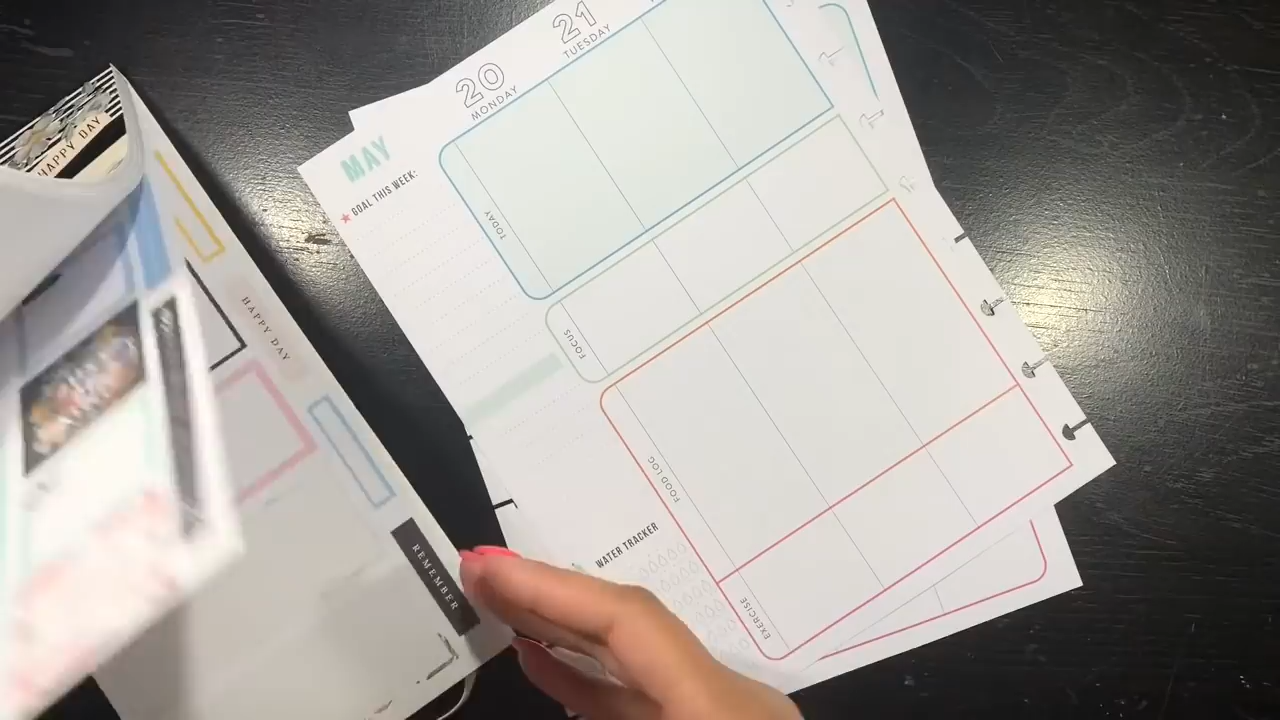 21
TUESDAY
20
MONDAY
MAY
GOAL THIS WEEK:
TODAY
FOCUS
FOOD LOG
WATER TRACKER
EXERCISE
HAPPY DAY
HAPPY DAY
REMEMBER